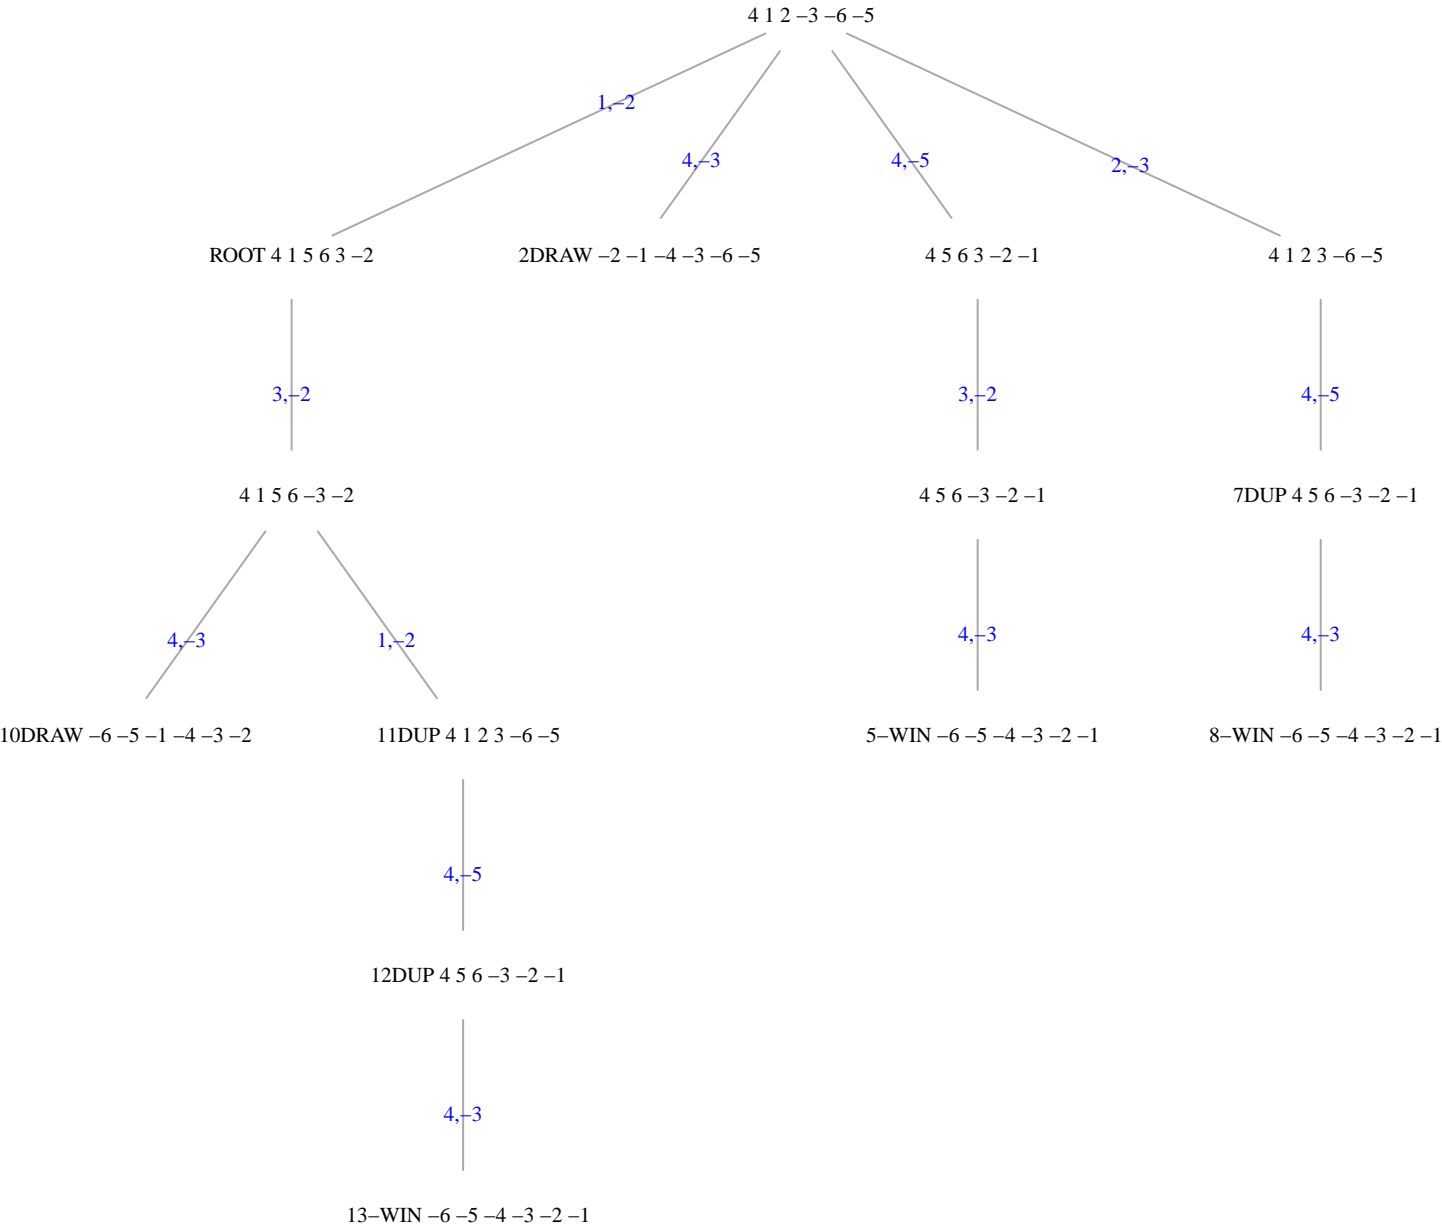 4 1 2 –3 –6 –5
1,–2
4,–3
4,–5
2,–3
ROOT 4 1 5 6 3 –2
2DRAW –2 –1 –4 –3 –6 –5
4 5 6 3 –2 –1
4 1 2 3 –6 –5
3,–2
3,–2
4,–5
4 1 5 6 –3 –2
4 5 6 –3 –2 –1
7DUP 4 5 6 –3 –2 –1
4,–3
1,–2
4,–3
4,–3
10DRAW –6 –5 –1 –4 –3 –2
11DUP 4 1 2 3 –6 –5
5–WIN –6 –5 –4 –3 –2 –1
8–WIN –6 –5 –4 –3 –2 –1
4,–5
12DUP 4 5 6 –3 –2 –1
4,–3
13–WIN –6 –5 –4 –3 –2 –1